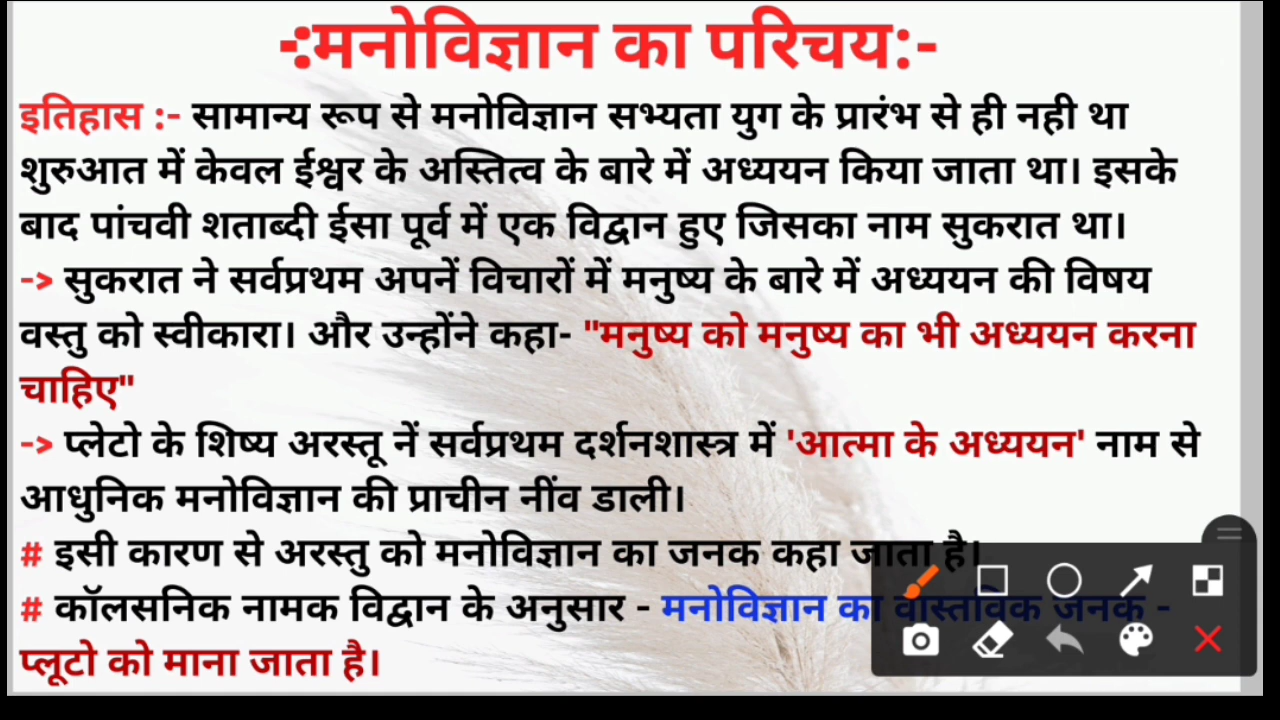 -:मनोविज्ञान का परिचय:-
इतिहास :- सामान्य रूप से मनोविज्ञान सभ्यता युग के प्रारंभ से ही नही था
शुरुआत में केवल ईश्वर के अस्तित्व के बारे में अध्ययन किया जाता था। इसके
बाद पांचवी शताब्दी ईसा पूर्व में एक विद्वान हुए जिसका नाम सुकरात था।
-> सुकरात ने सर्वप्रथम अपनें विचारों में मनुष्य के बारे में अध्ययन की विषय
वस्तु को स्वीकारा। और उन्होंने कहा- "मनुष्य को मनुष्य का भी अध्ययन करना
चाहिए"
-> प्लेटो के शिष्य अरस्तू नें सर्वप्रथम दर्शनशास्त्र में 'आत्मा के अध्ययन' नाम से
आधुनिक मनोविज्ञान की प्राचीन नींव डाली।
# इसी कारण से अरस्तु को मनोविज्ञान का जनक कहा जाता है।
# कॉलसनिक नामक विद्वान के अनुसार - मनोविज्ञान का वास्तविक जनक -
प्लूटो को माना जाता है।